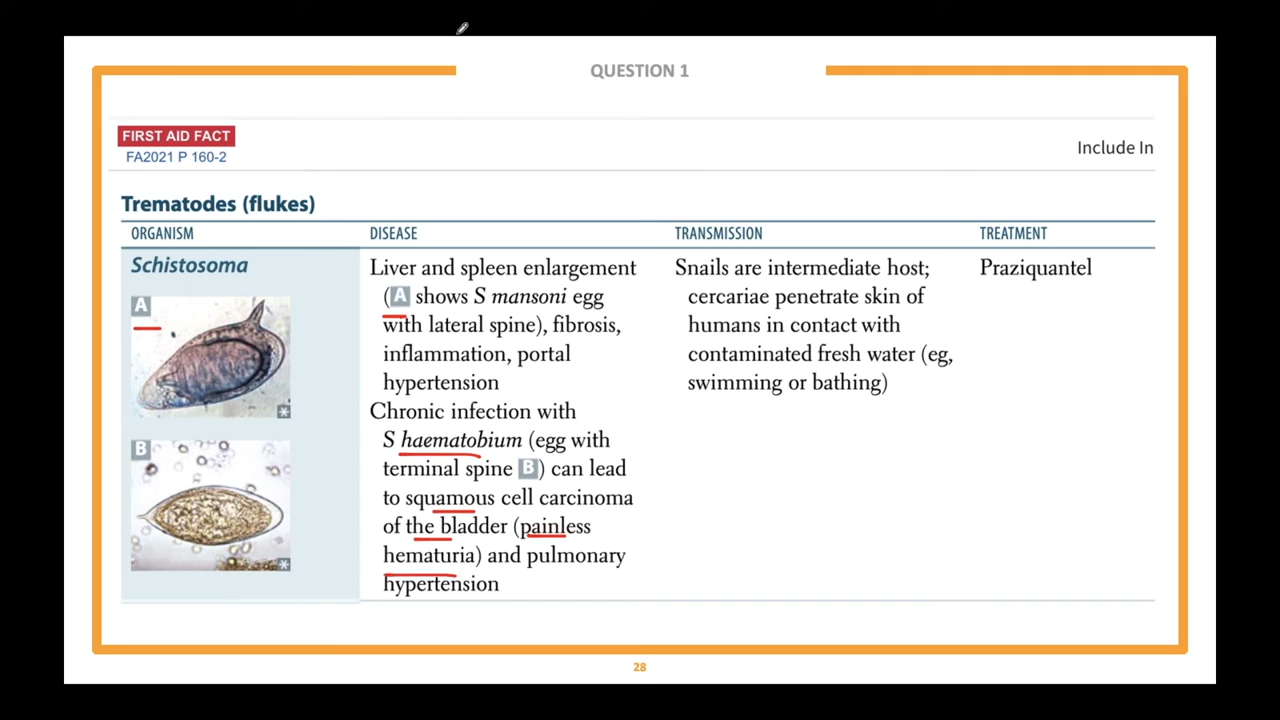 QUESTION 1
FIRST AID FACT
FA2021 P 160-2
Include In
Trematodes (flukes)
ORGANISM DISEASE TRANSMISSION TREATMENT
Schistosoma
A
B
Liver and spleen enlargement
(A shows S mansoni egg
with lateral spine), fibrosis,
inflammation, portal
hypertension
Chronic infection with
S haematobium (egg with
terminal spine B) can lead
to squamous cell carcinoma
of the bladder (painless
hematuria) and pulmonary
hypertension
Snails are intermediate host;
cercariae penetrate skin of
humans in contact with
contaminated fresh water (eg,
swimming or bathing)
Praziquantel
28